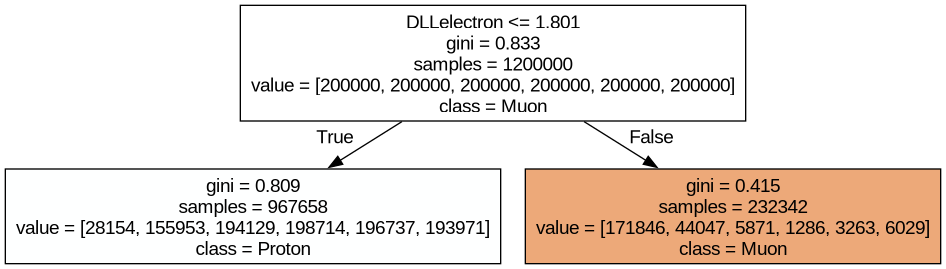 DLLelectron <= 1.801
gini = 0.833
samples = 1200000
value = [200000, 200000, 200000, 200000, 200000, 200000]
class = Muon
True
False
gini = 0.809
samples = 967658
value = [28154, 155953, 194129, 198714, 196737, 193971]
class = Proton
gini = 0.415
samples = 232342
value = [171846, 44047, 5871, 1286, 3263, 6029]
class = Muon